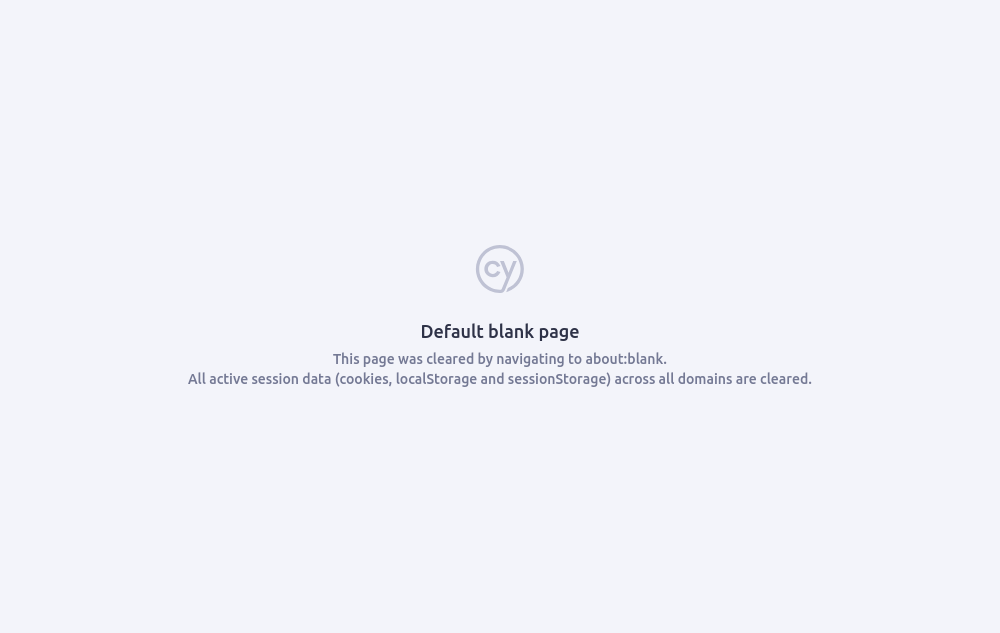 cy
Default blank page
This page was cleared by navigating to about:blank.
All active session data (cookies, localStorage and sessionStorage) across all domains are cleared.